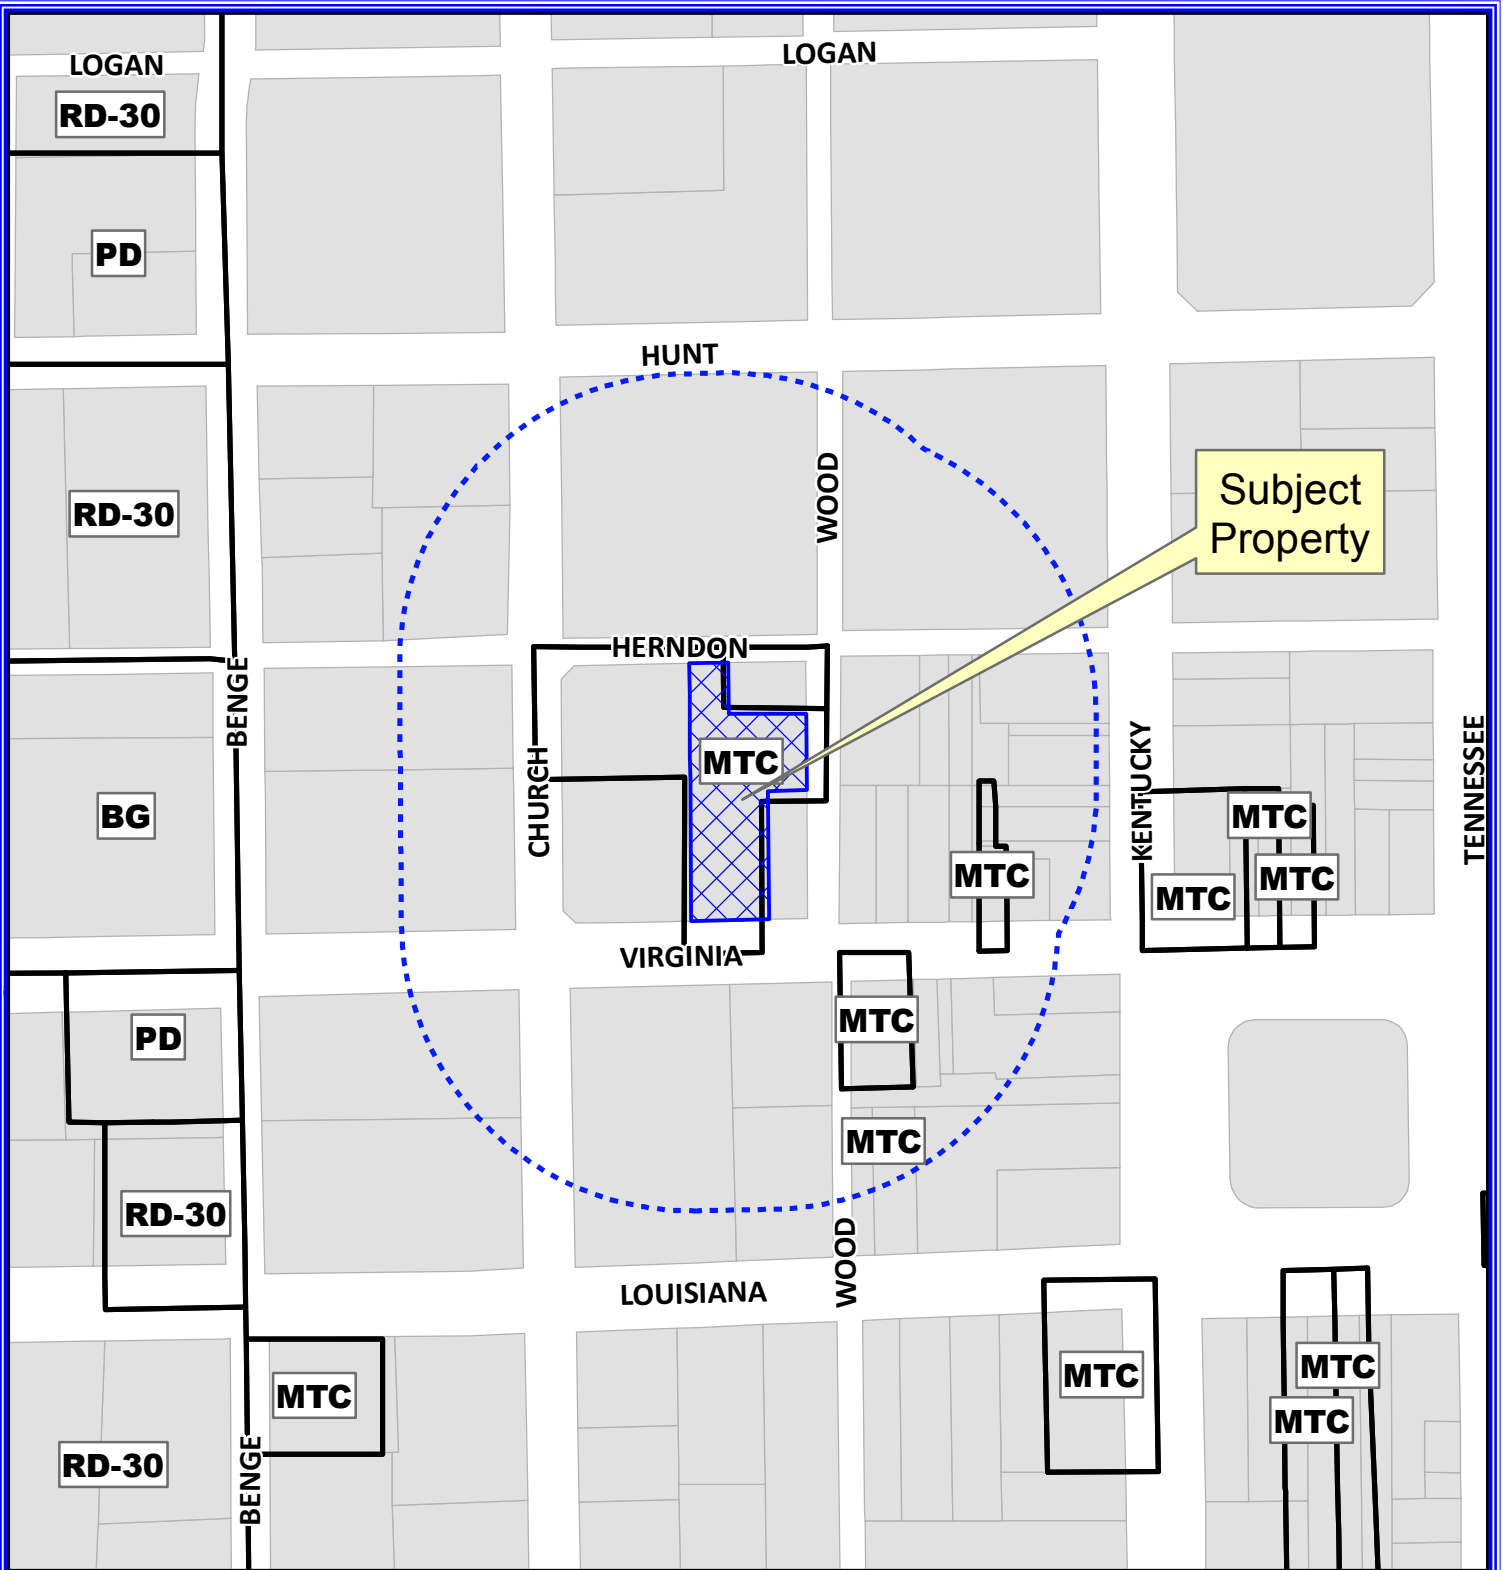 LOGAN
LOGAN
RD-30
PD
HUNT
WOOD
Subject
Property
RD-30
HERNDON
BENGE
CHURCH
MTC
KENTUCKY
TENNESSEE
BG
MTC
MTC
MTC
MTC
VIRGINIA
MTC
PD
MTC
RD-30
WOOD
LOUISIANA
MTC
MTC
MTC
MTC
RD-30
BENGE